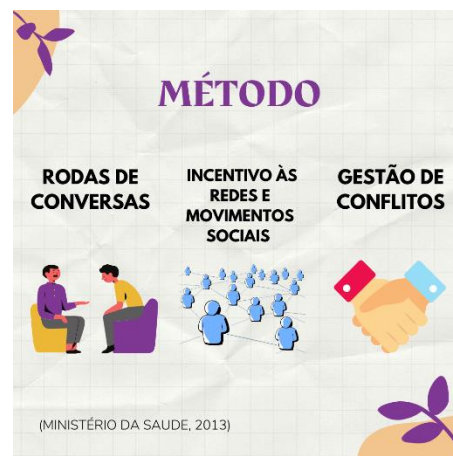 MÉTODO
RODAS DE
CONVERSAS
INCENTIVO ÀS
REDES E
MOVIMENTOS
SOCIAIS
GESTÃO DE
CONFLITOS
(MINISTÉRIO DA SAUDE, 2013)